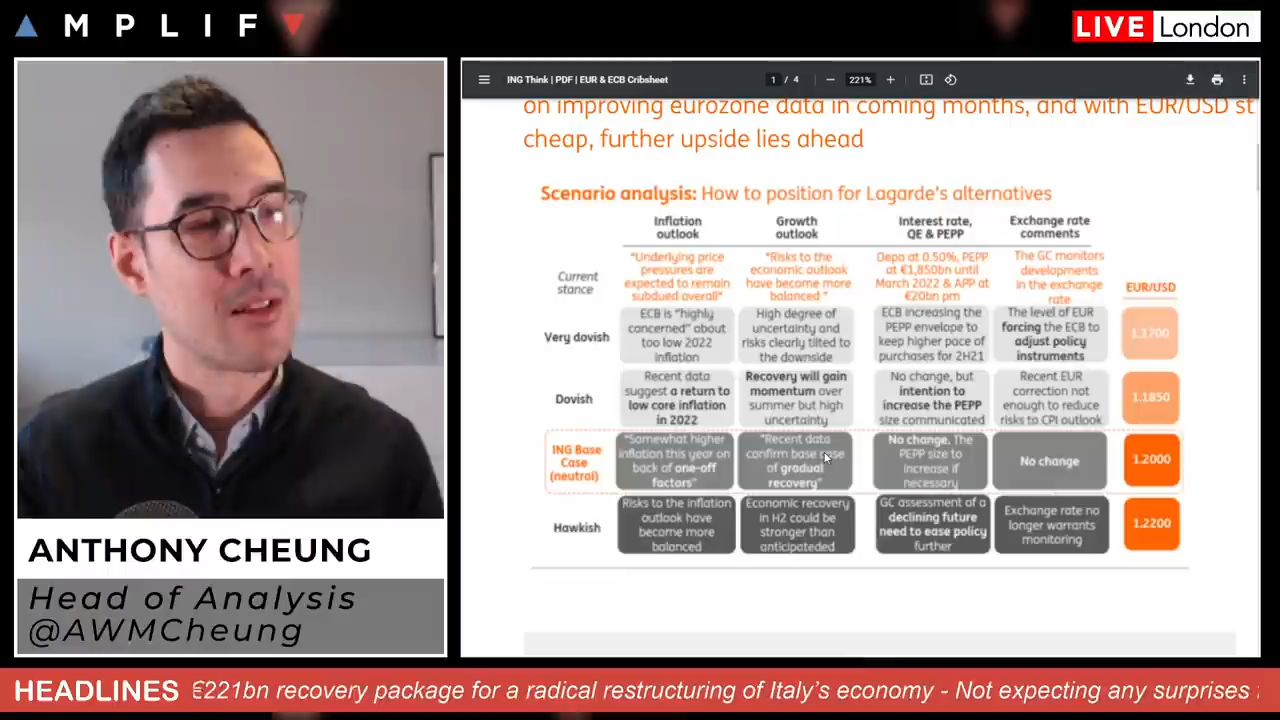 AMPLIFY
LIVE London
ING Think | PDF | EUR & ECB Cribsheet
1 / 4
221%
on improving eurozone data in coming months, and with EUR/USD st
cheap, further upside lies ahead
Scenario analysis: How to position for Lagarde's alternatives
Inflation
outlook
Growth
outlook
Interest rate,
QE & PEPP
Exchange rate
comments
EUR/USD
Current
stance
"Underlying price
pressures are
expected to remain
subdued overall"
"Risks to the
economic outlook
have become more
balanced "
Depo at 0.50%, PEPP
at €1,850bn until
March 2022 & APP at
€20bn pm
The GC monitors
developments
in the exchange
rate
Very dovish
ECB is "highly
concerned" about
too low 2022
inflation
High degree of
uncertainty and
risks clearly tilted to
the downside
ECB increasing the
PEPP envelope to
keep higher pace of
purchases for 2H21
The level of EUR
forcing the ECB to
adjust policy
instruments
1.1700
Dovish
Recent data
suggest a return to
low core inflation
in 2022
Recovery will gain
momentum over
summer but high
uncertainty
No change, but
intention to
increase the PEPP
size communicated
Recent EUR
correction not
enough to reduce
risks to CPI outlook
1.1850
ING Base
Case
(neutral)
"Somewhat higher
inflation this year on
back of one-off
factors"
"Recent data
confirm base case
of gradual
recovery"
No change. The
PEPP size to
increase if
necessary
No change
1.2000
Hawkish
Risks to the inflation
outlook have
become more
balanced
Economic recovery
in H2 could be
stronger than
anticipateded
GC assessment of a
declining future
need to ease policy
further
Exchange rate no
longer warrants
monitoring
1.2200
ANTHONY CHEUNG
Head of Analysis
@AWMCheung
HEADLINES €221bn recovery package for a radical restructuring of Italy's economy - Not expecting any surprises